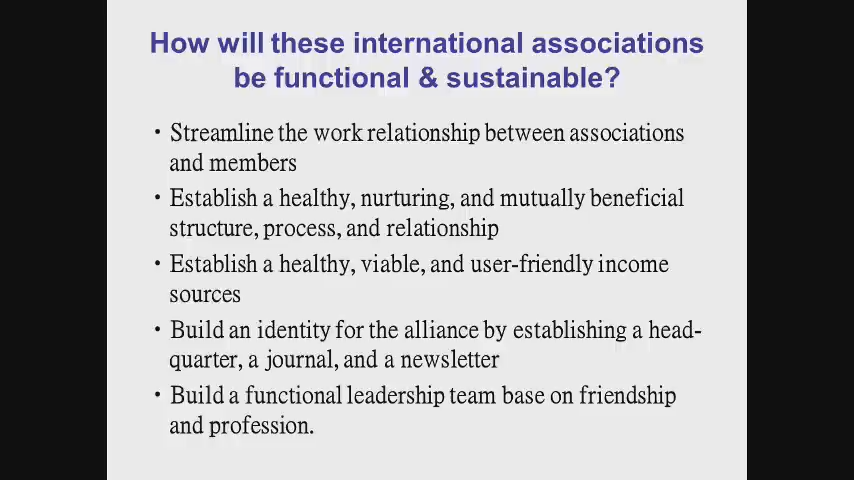 How will these international associations
be functional & sustainable?
• Streamline the work relationship between associations
and members
• Establish a healthy, nurturing, and mutually beneficial
structure, process, and relationship
• Establish a healthy, viable, and user-friendly income
sources
• Build an identity for the alliance by establishing a head-
quarter, a journal, and a newsletter
• Build a functional leadership team base on friendship
and profession.